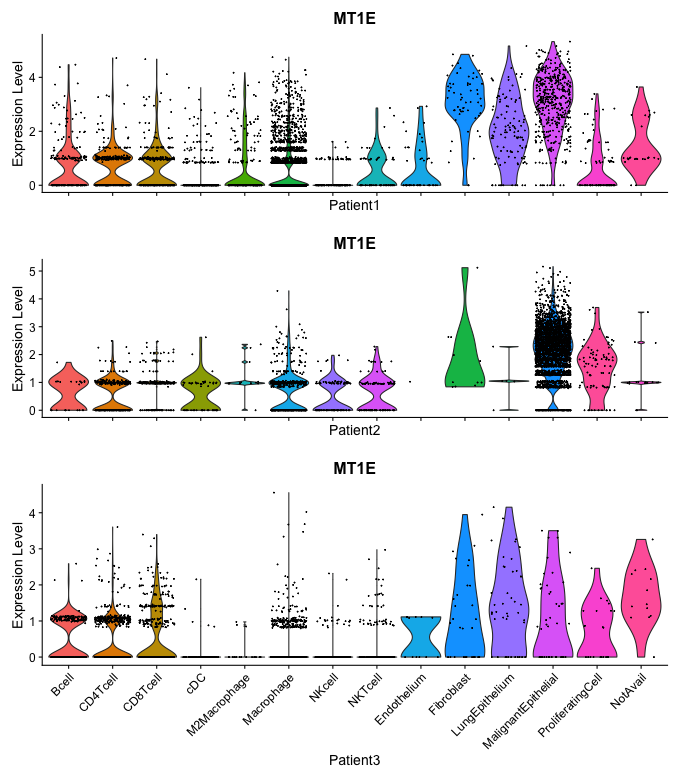 MT1E
Expression Level
4
2
0
Patient1
MT1E
Expression Level
5
4
3
2
1
0
Patient2
MT1E
Expression Level
4
3
2
1
0
Bcell
CD4Tcell
CD8Tcell
cDC
M2Macrophage
Macrophage
NKcell
NKTcell
Endothelium
Fibroblast
LungEpithelium
MalignantEpithelial
ProliferatingCell
NotAvail
Patient3